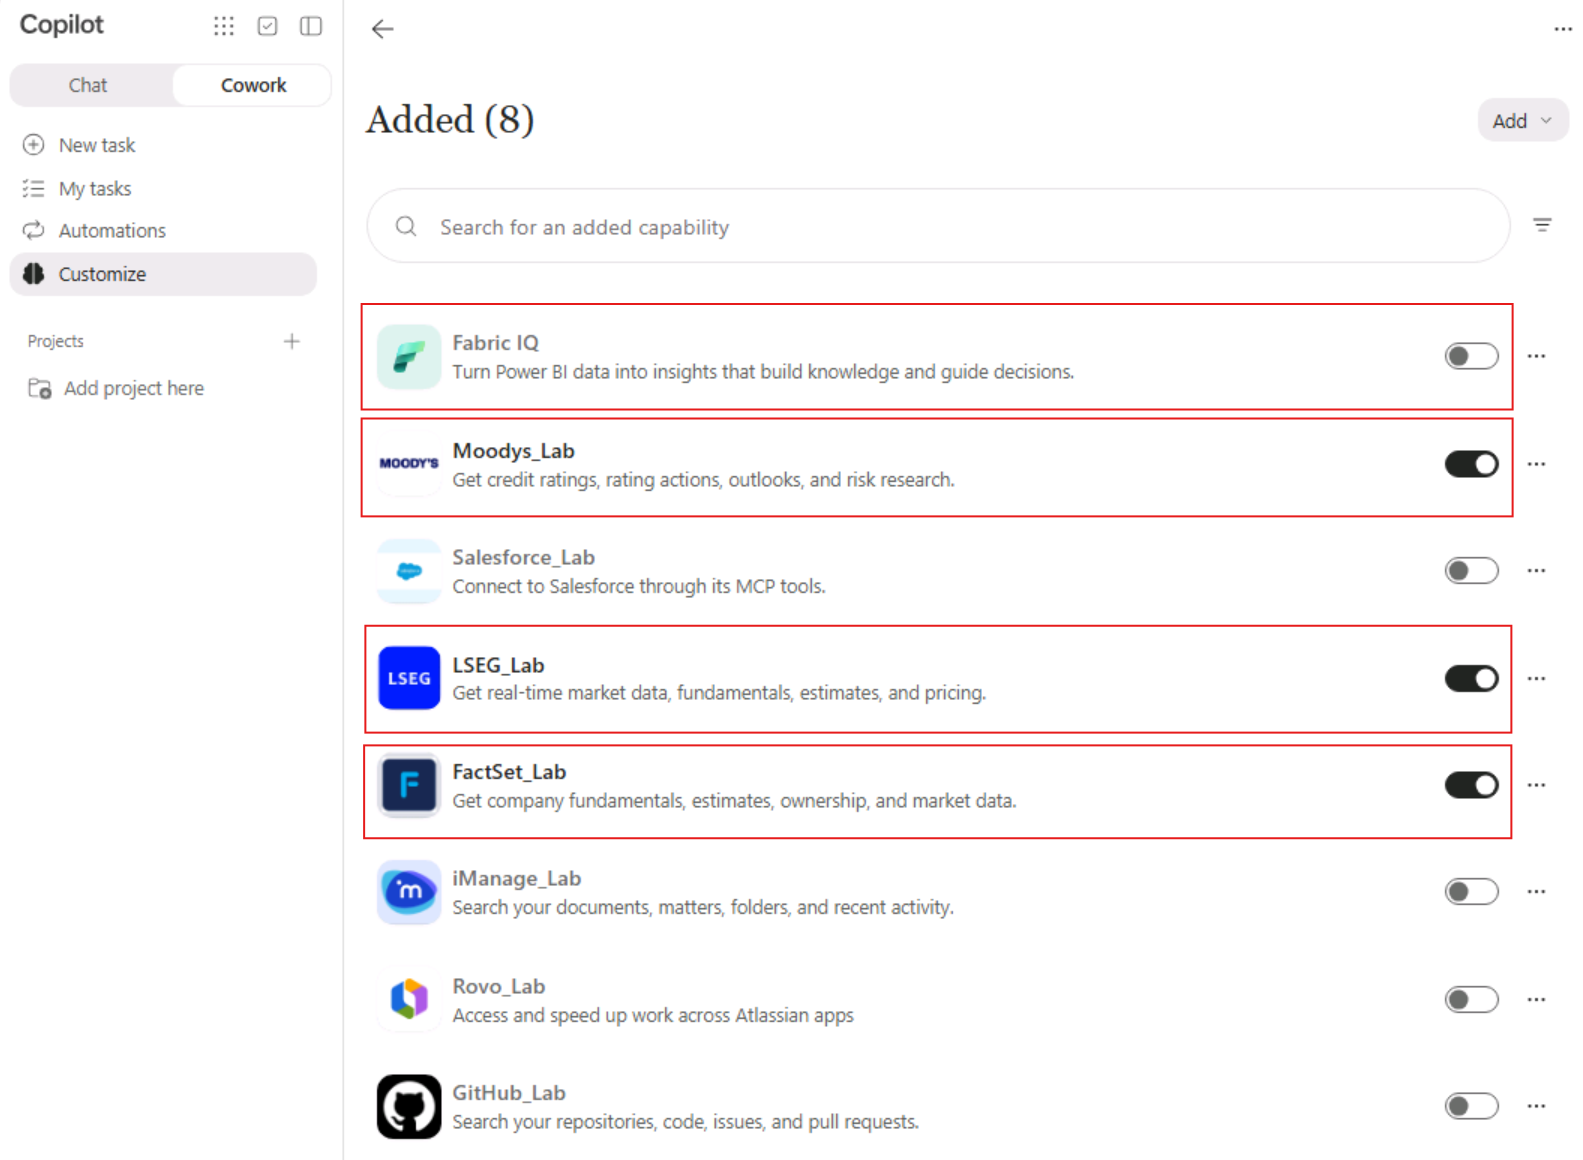 Copilot
Chat
Cowork
New task
My tasks
Automations
Customize
Projects
Add project here
Added (8)
Add
Search for an added capability
Fabric IQ
Turn Power BI data into insights that build knowledge and guide decisions.
MOODY'S
Moodys_Lab
Get credit ratings, rating actions, outlooks, and risk research.
Salesforce_Lab
Connect to Salesforce through its MCP tools.
LSEG
LSEG_Lab
Get real-time market data, fundamentals, estimates, and pricing.
F
FactSet_Lab
Get company fundamentals, estimates, ownership, and market data.
m
iManage_Lab
Search your documents, matters, folders, and recent activity.
Rovo_Lab
Access and speed up work across Atlassian apps
GitHub_Lab
Search your repositories, code, issues, and pull requests.